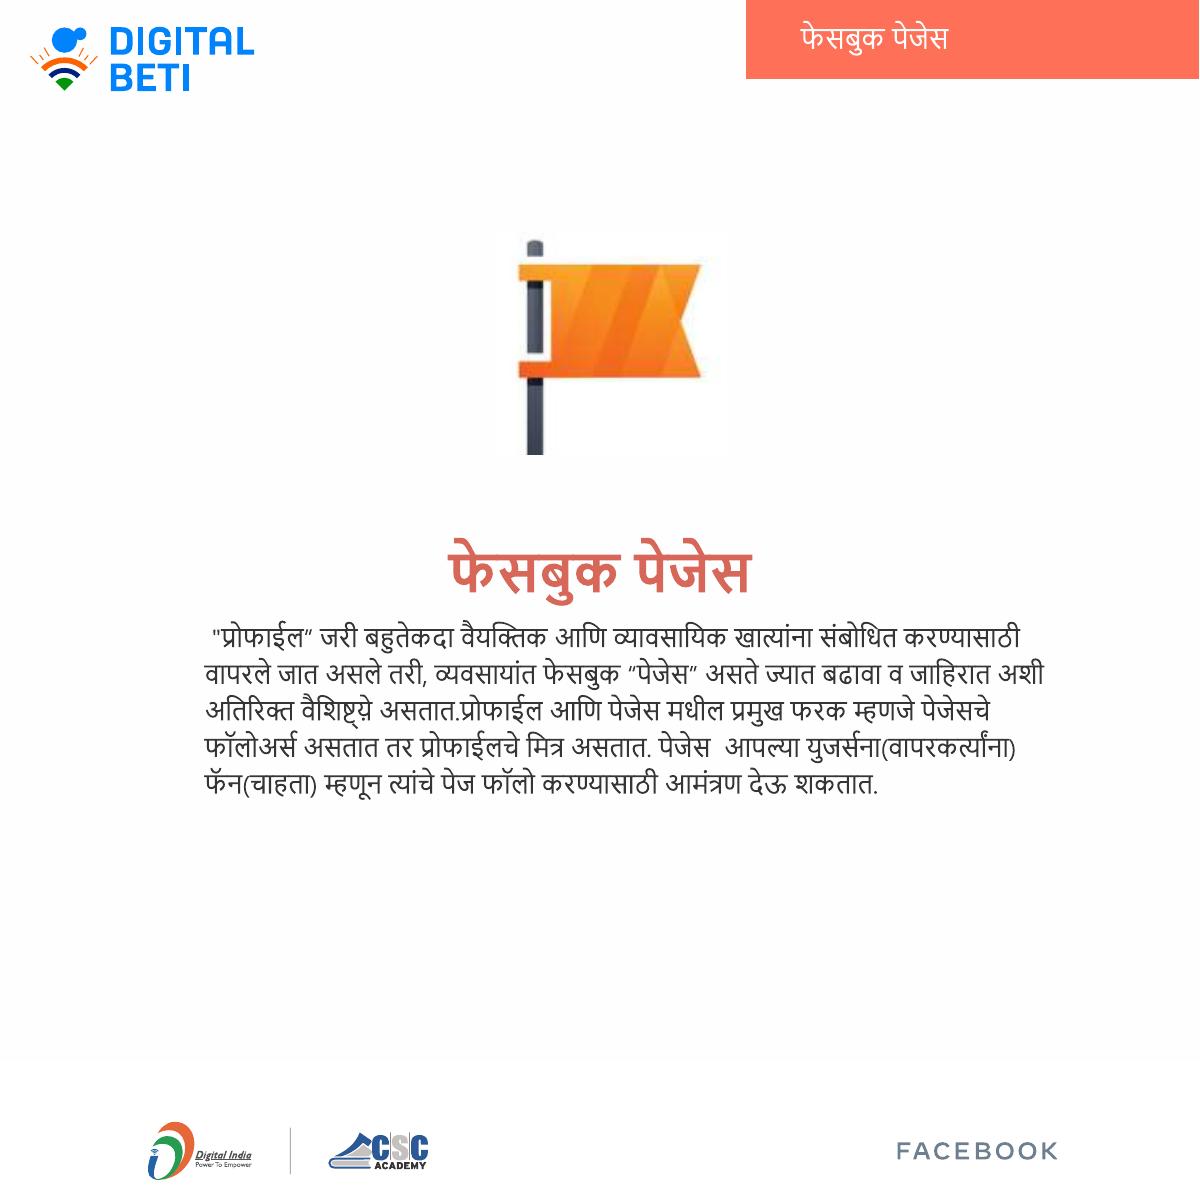 DIGITAL
BETI
फेसबुक पेजेस
फेसबुक पेजेस
"प्रोफाईल“ जरी बहुतेकदा वैयक्तिक आणि व्यावसायिक खात्यांना संबोधित करण्यासाठी
वापरले जात असले तरी, व्यवसायांत फेसबुक “पेजेस” असते ज्यात बढावा व जाहिरात अशी
अतिरिक्त वैशिष्ट्य़े असतात.प्रोफाईल आणि पेजेस मधील प्रमुख फरक म्हणजे पेजेसचे
फॉलोअर्स असतात तर प्रोफाईलचे मित्र असतात. पेजेस आपल्या युजर्सना(वापरकर्त्यांना)
फॅन(चाहता) म्हणून त्यांचे पेज फॉलो करण्यासाठी आमंत्रण देऊ शकतात.
Digital India
Power To Empower
CSC
ACADEMY
FACEBOOK